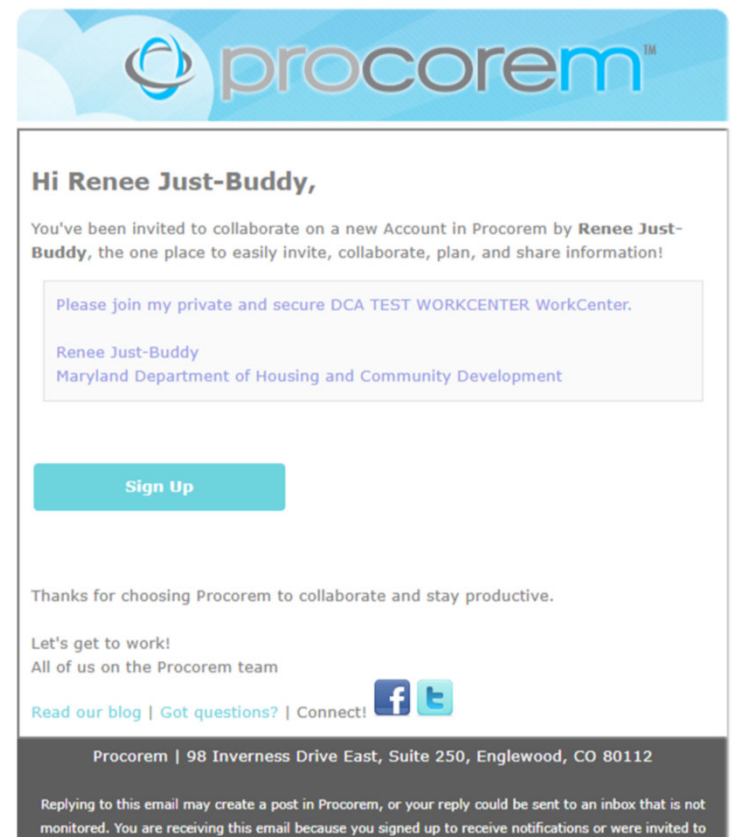 procorem™
Hi Renee Just-Buddy,
You've been invited to collaborate on a new Account in Procorem by Renee Just-
Buddy, the one place to easily invite, collaborate, plan, and share information!
Please join my private and secure DCA TEST WORKCENTER WorkCenter.
Renee Just-Buddy
Maryland Department of Housing and Community Development
Sign Up
Thanks for choosing Procorem to collaborate and stay productive.
Let's get to work!
All of us on the Procorem team
Read our blog | Got questions? | Connect! f t
Procorem | 98 Inverness Drive East, Suite 250, Englewood, CO 80112
Replying to this email may create a post in Procorem, or your reply could be sent to an inbox that is not
monitored. You are receiving this email because you signed up to receive notifications or were invited to